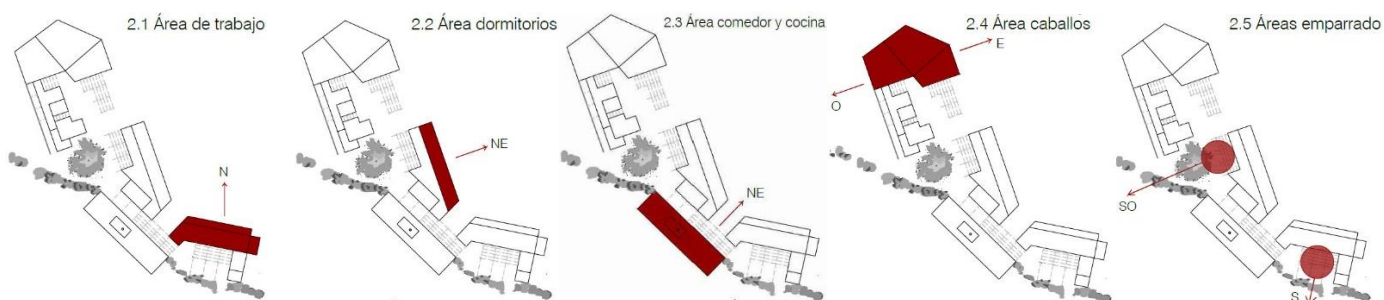 2.1 Área de trabajo
N
2.2 Área dormitorios
NE
2.3 Área comedor y cocina
NE
2.4 Área caballos
E
O
2.5 Áreas emparrado
SO
S